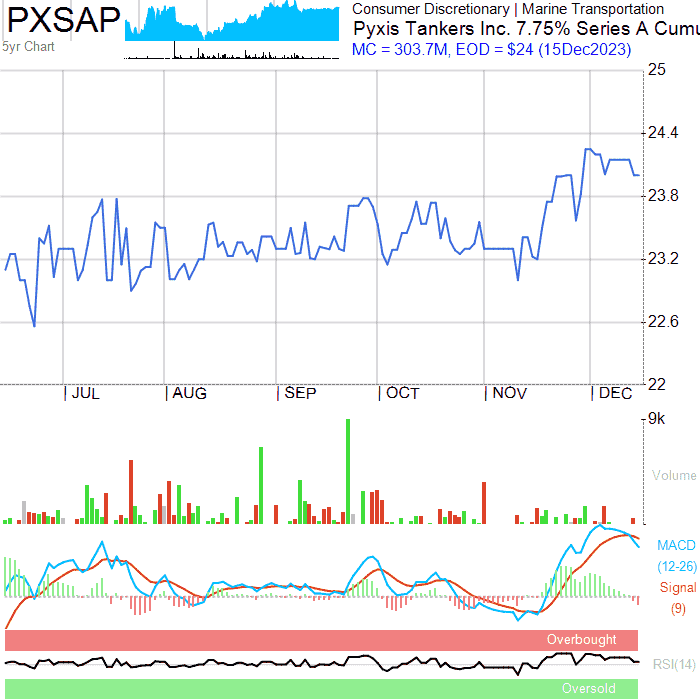 PXSAP
5yr Chart
Consumer Discretionary | Marine Transportation
Pyxis Tankers Inc. 7.75% Series A Cumu
MC = 303.7M, EOD = $24 (15Dec2023)
25
24.4
23.8
23.2
22.6
22
JUL AUG SEP OCT NOV DEC
9k
Volume
MACD
(12-26)
Signal
(9)
Overbought
RSI(14)
Oversold